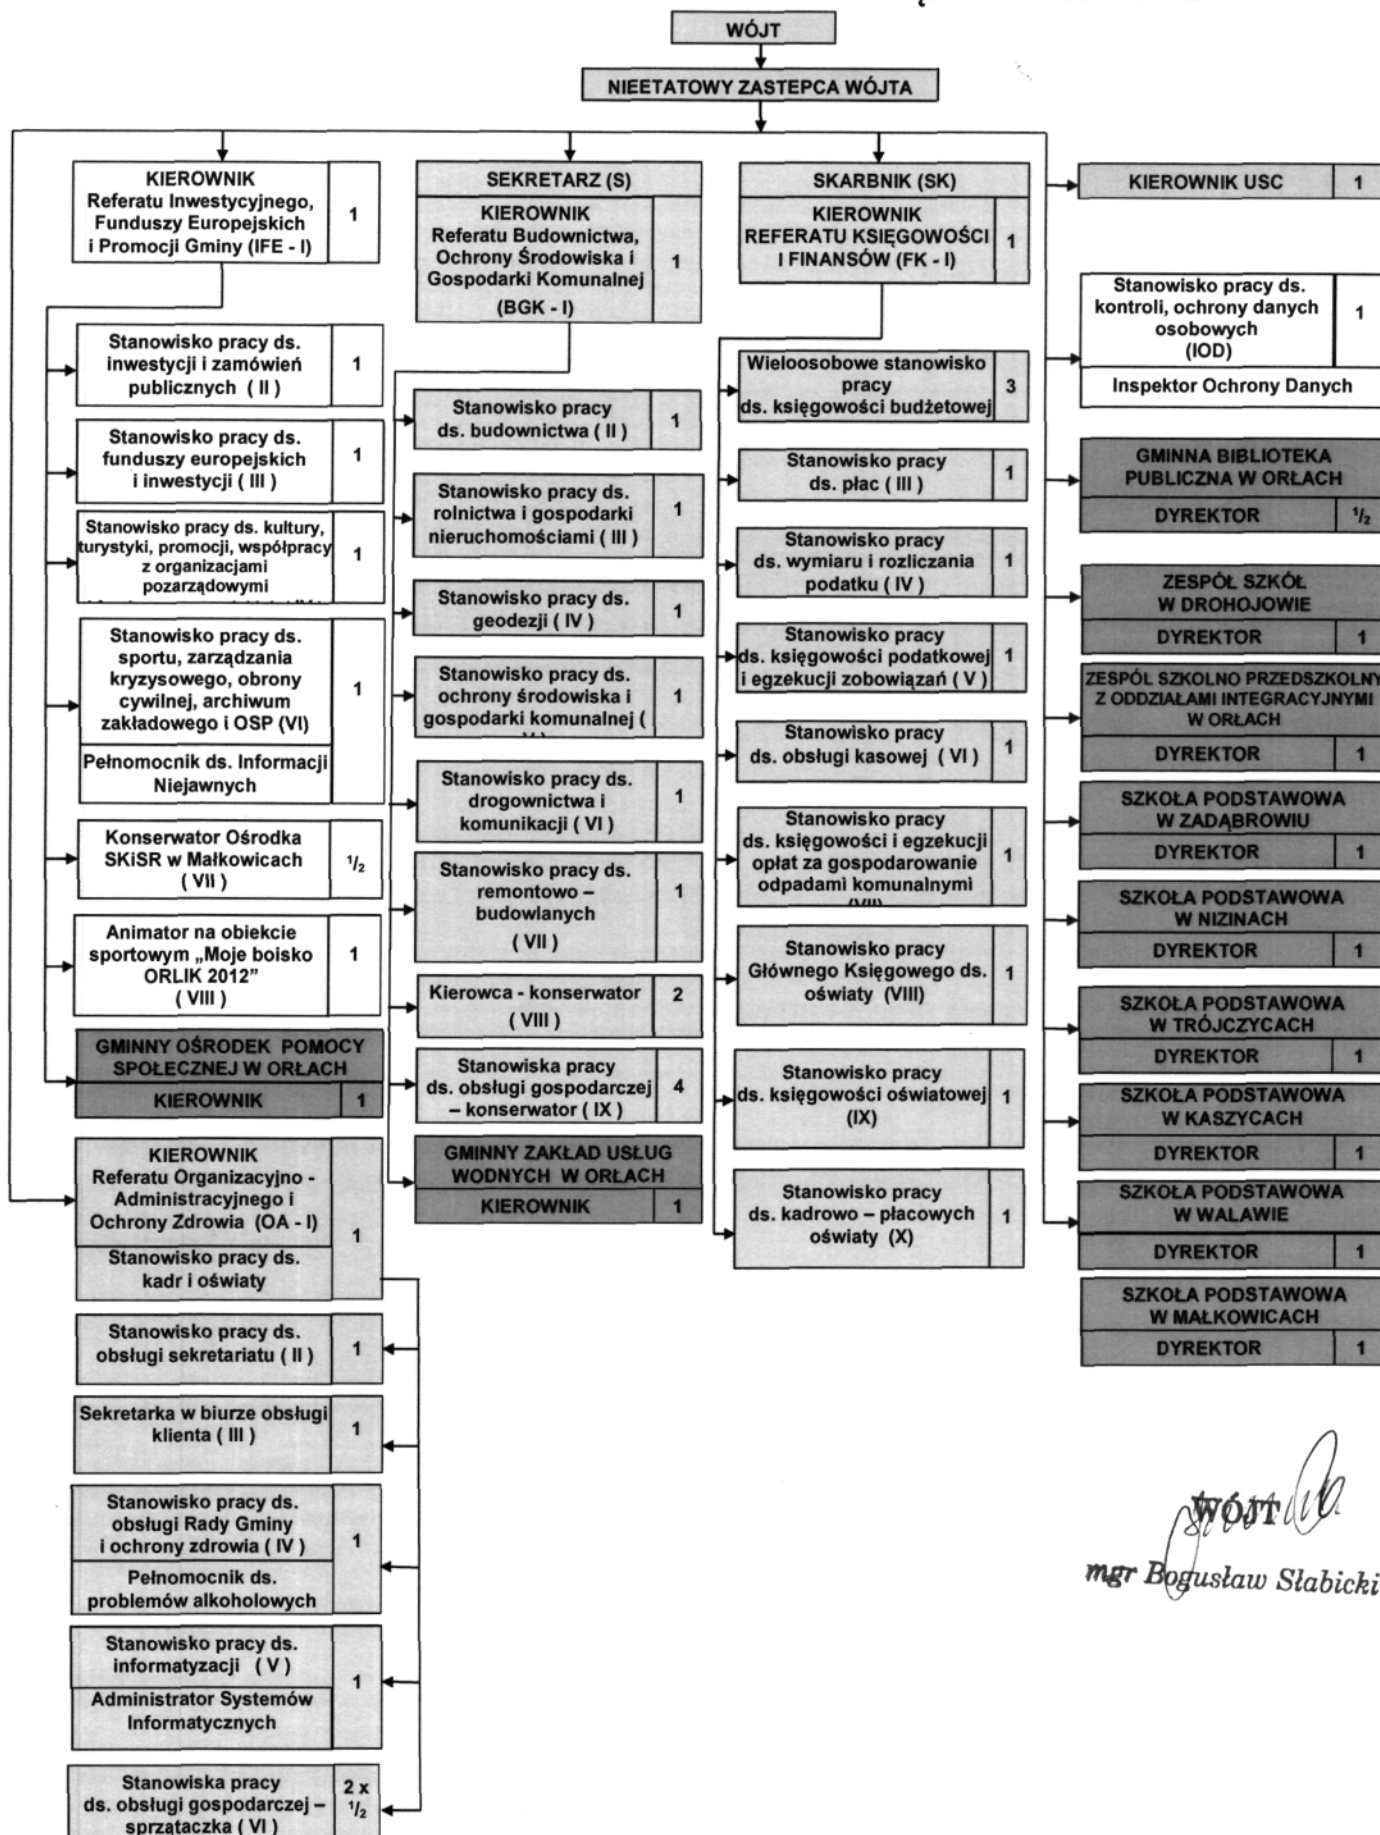 WÓJT
NIEETATOWY ZASTEPCA WÓJTA
KIEROWNIK
Referatu Inwestycyjnego,
Funduszy Europejskich
i Promocji Gminy (IFE - I)
1
Stanowisko pracy ds.
inwestycji i zamówień
publicznych ( II )
1
Stanowisko pracy ds.
funduszy europejskich
i inwestycji ( III )
1
Stanowisko pracy ds. kultury,
turystyki, promocji, współpracy
z organizacjami
pozarządowymi
1
Stanowisko pracy ds.
sportu, zarządzania
kryzysowego, obrony
cywilnej, archiwum
zakładowego i OSP (VI)
1
Pełnomocnik ds. Informacji
Niejawnych
Konserwator Ośrodka
SKiSR w Małkowicach
( VII )
1/2
Animator na obiekcie
sportowym „Moje boisko
ORLIK 2012”
( VIII )
1
GMINNY OŚRODEK POMOCY
SPOŁECZNEJ W ORŁACH
KIEROWNIK
1
KIEROWNIK
Referatu Organizacyjno -
Administracyjnego i
Ochrony Zdrowia (OA - I)
1
Stanowisko pracy ds.
kadr i oświaty
Stanowisko pracy ds.
obsługi sekretariatu ( II )
1
Sekretarka w biurze obsługi
klienta ( III )
1
Stanowisko pracy ds.
obsługi Rady Gminy
i ochrony zdrowia ( IV )
1
Pełnomocnik ds.
problemów alkoholowych
Stanowisko pracy ds.
informatyzacji ( V )
1
Administrator Systemów
Informatycznych
Stanowiska pracy
ds. obsługi gospodarczej –
sprzątaczka ( VI )
2 x
1/2
SEKRETARZ (S)
KIEROWNIK
Referatu Budownictwa,
Ochrony Środowiska i
Gospodarki Komunalnej
(BGK - I)
1
Stanowisko pracy
ds. budownictwa ( II )
1
Stanowisko pracy ds.
rolnictwa i gospodarki
nieruchomościami ( III )
1
Stanowisko pracy ds.
geodezji ( IV )
1
Stanowisko pracy ds.
ochrony środowiska i
gospodarki komunalnej (
1
Stanowisko pracy ds.
drogownictwa i
komunikacji ( VI )
1
Stanowisko pracy ds.
remontowo –
budowlanych
( VII )
1
Kierowca - konserwator
( VIII )
2
Stanowiska pracy
ds. obsługi gospodarczej
– konserwator ( IX )
4
GMINNY ZAKŁAD USŁUG
WODNYCH W ORŁACH
KIEROWNIK
1
SKARBNIK (SK)
KIEROWNIK
REFERATU KSIĘGOWOŚCI
I FINANSÓW (FK - I)
1
Wieloosobowe stanowisko
pracy
ds. księgowości budżetowej
3
Stanowisko pracy
ds. płac ( III )
1
Stanowisko pracy
ds. wymiaru i rozliczania
podatku ( IV )
1
Stanowisko pracy
ds. księgowości podatkowej
i egzekucji zobowiązań ( V )
1
Stanowisko pracy
ds. obsługi kasowej ( VI )
1
Stanowisko pracy
ds. księgowości i egzekucji
opłat za gospodarowanie
odpadami komunalnymi
(VII)
1
Stanowisko pracy
Głównego Księgowego ds.
oświaty (VIII)
1
Stanowisko pracy
ds. księgowości oświatowej
(IX)
1
Stanowisko pracy
ds. kadrowo – płacowych
oświaty (X)
1
KIEROWNIK USC
1
Stanowisko pracy ds.
kontroli, ochrony danych
osobowych
(IOD)
1
Inspektor Ochrony Danych
GMINNA BIBLIOTEKA
PUBLICZNA W ORŁACH
DYREKTOR
1/2
ZESPÓŁ SZKÓŁ
W DROHOJOWIE
DYREKTOR
1
ZESPÓL SZKOLNO PRZEDSZKOLNY
Z ODDZIAŁAMI INTEGRACYJNYMI
W ORŁACH
DYREKTOR
1
SZKOŁA PODSTAWOWA
W ZADĄBROWIU
DYREKTOR
1
SZKOŁA PODSTAWOWA
W NIZINACH
DYREKTOR
1
SZKOŁA PODSTAWOWA
W TRÓJCZYCACH
DYREKTOR
1
SZKOŁA PODSTAWOWA
W KASZYCACH
DYREKTOR
1
SZKOŁA PODSTAWOWA
W WALAWIE
DYREKTOR
1
SZKOŁA PODSTAWOWA
W MAŁKOWICACH
DYREKTOR
1
WÓJT
mgr Bogusław Słabicki